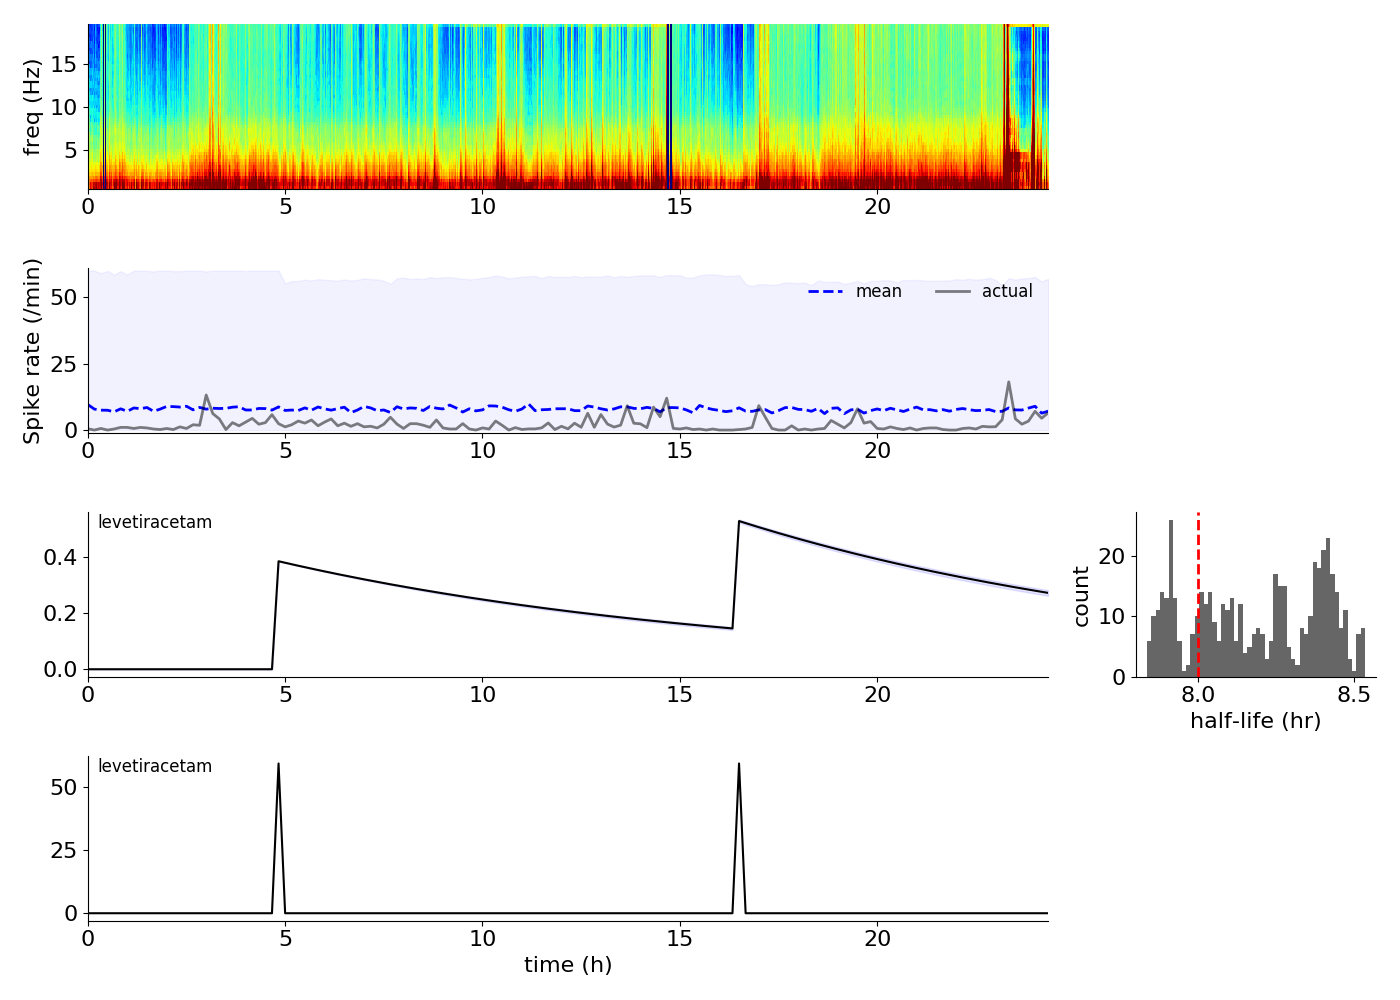 freq (Hz)
15
10
5
0 5 10 15 20
Spike rate (/min)
50
25
0
mean actual
0 5 10 15 20
levetiracetam
0.4
0.2
0.0
0 5 10 15 20
count
20
10
0
8.0 8.5
half-life (hr)
levetiracetam
50
25
0
0 5 10 15 20
time (h)